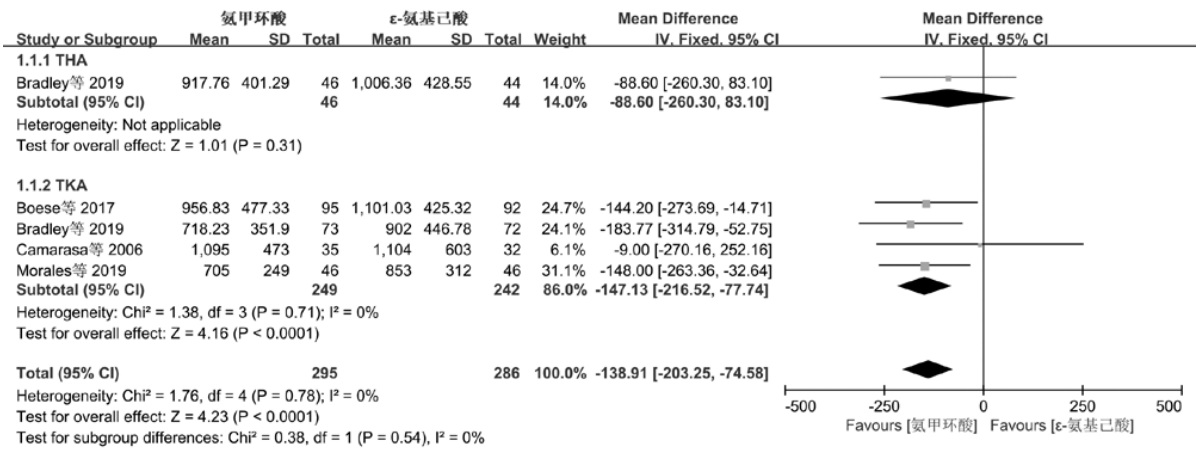 氨甲环酸 ε-氨基己酸 Mean Difference Mean Difference
Study or Subgroup Mean SD Total Mean SD Total Weight IV, Fixed, 95% CI IV, Fixed, 95% CI
1.1.1 THA
Bradley等 2019 917.76 401.29 46 1,006.36 428.55 44 14.0% -88.60 [-260.30, 83.10]
Subtotal (95% CI) 46 44 14.0% -88.60 [-260.30, 83.10]
Heterogeneity: Not applicable
Test for overall effect: Z = 1.01 (P = 0.31)
1.1.2 TKA
Boese等 2017 956.83 477.33 95 1,101.03 425.32 92 24.7% -144.20 [-273.69, -14.71]
Bradley等 2019 718.23 351.9 73 902 446.78 72 24.1% -183.77 [-314.79, -52.75]
Camarasa等 2006 1,095 473 35 1,104 603 32 6.1% -9.00 [-270.16, 252.16]
Morales等 2019 705 249 46 853 312 46 31.1% -148.00 [-263.36, -32.64]
Subtotal (95% CI) 249 242 86.0% -147.13 [-216.52, -77.74]
Heterogeneity: Chi² = 1.38, df = 3 (P = 0.71); I² = 0%
Test for overall effect: Z = 4.16 (P < 0.0001)
Total (95% CI) 295 286 100.0% -138.91 [-203.25, -74.58]
Heterogeneity: Chi² = 1.76, df = 4 (P = 0.78); I² = 0%
Test for overall effect: Z = 4.23 (P < 0.0001)
Test for subgroup differences: Chi² = 0.38, df = 1 (P = 0.54), I² = 0%
-500 -250 0 250 500
Favours [氨甲环酸] Favours [ε-氨基己酸]